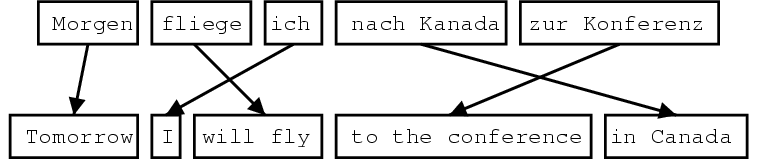 Morgen fliege ich nach Kanada zur Konferenz
Tomorrow I will fly to the conference in Canada